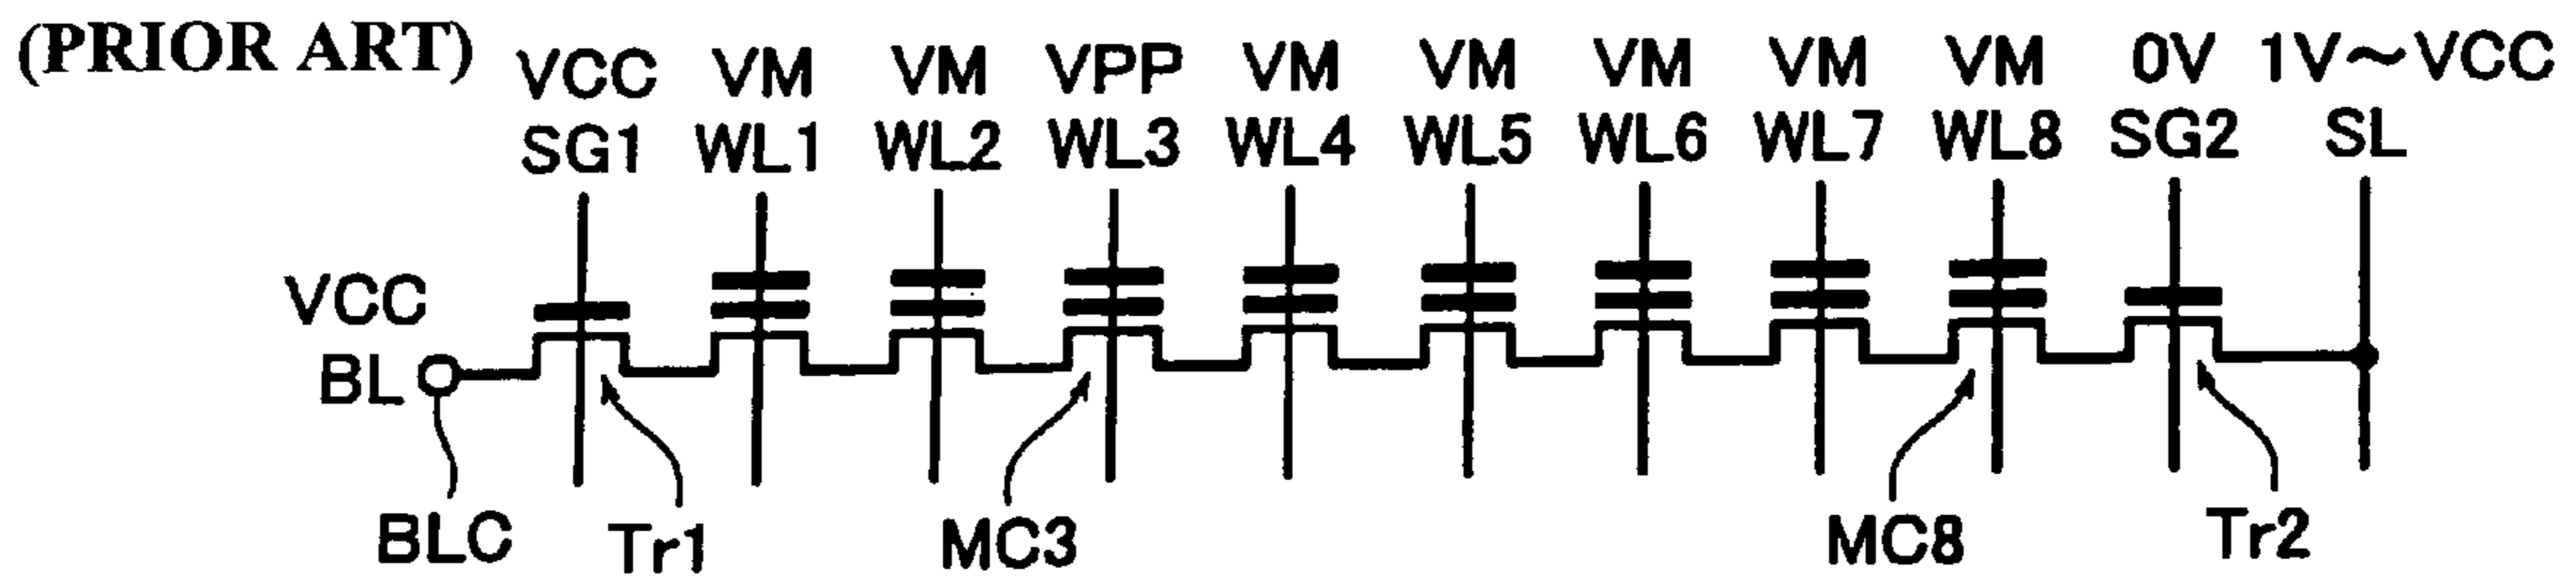 (PRIOR ART)
VCC VM VM VPP VM VM VM VM VM 0V 1V~VCC
SG1 WL1 WL2 WL3 WL4 WL5 WL6 WL7 WL8 SG2 SL
VCC
BL
BLC Tr1 MC3 MC8 Tr2